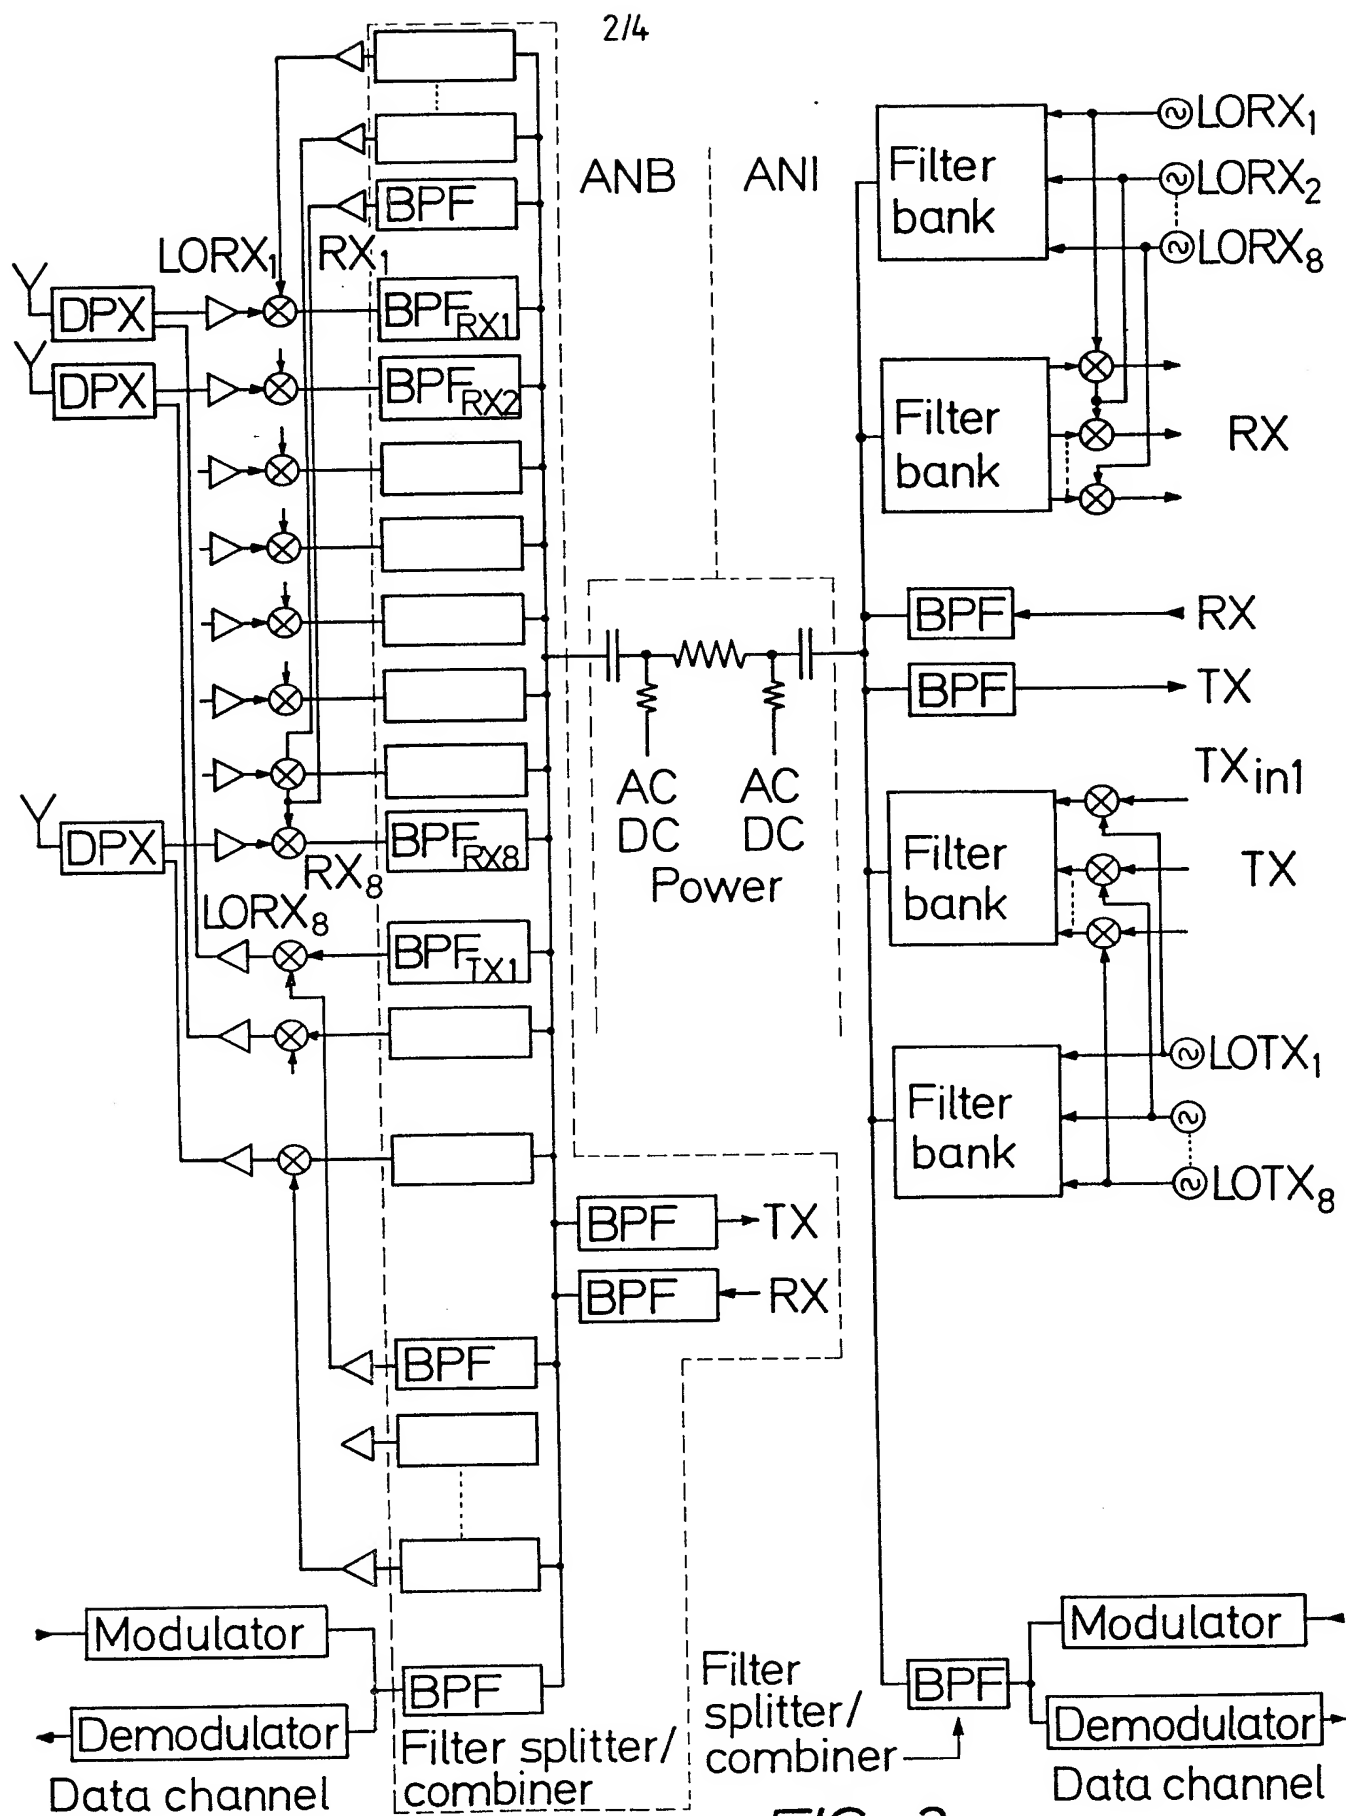 2/4
ANB
ANI
LORX1
LORX2
LORX8
Filter
bank
BPF
LORX1
RX1
DPX
BPFRX1
DPX
BPFRX2
Filter
bank
RX
BPF
RX
BPF
TX
AC
DC
AC
DC
Power
TXin1
DPX
BPFRX8
RX8
Filter
bank
TX
LORX8
BPFTX1
LOTX1
Filter
bank
LOTX8
BPF
TX
BPF
RX
BPF
Modulator
BPF
Demodulator
Data channel
Filter splitter/
combiner
Filter
splitter/
combiner
BPF
Modulator
Demodulator
Data channel